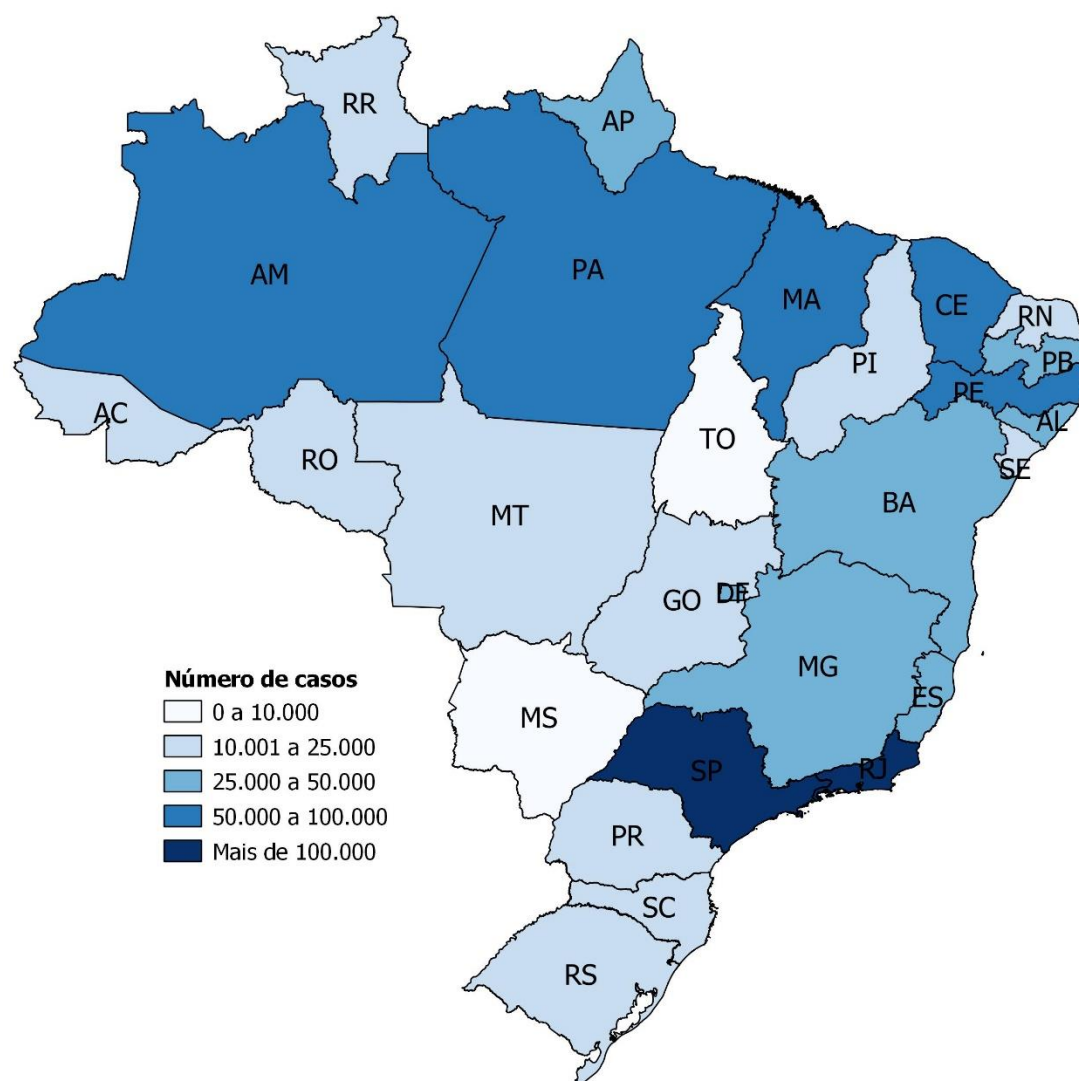 RR
AP
AM
PA
MA
CE
RN
PB
PI
PE
AL
SE
AC
RO
TO
MT
BA
GO
DF
MG
ES
MS
SP
RJ
PR
SC
RS
Número de casos
0 a 10.000
10.001 a 25.000
25.000 a 50.000
50.000 a 100.000
Mais de 100.000